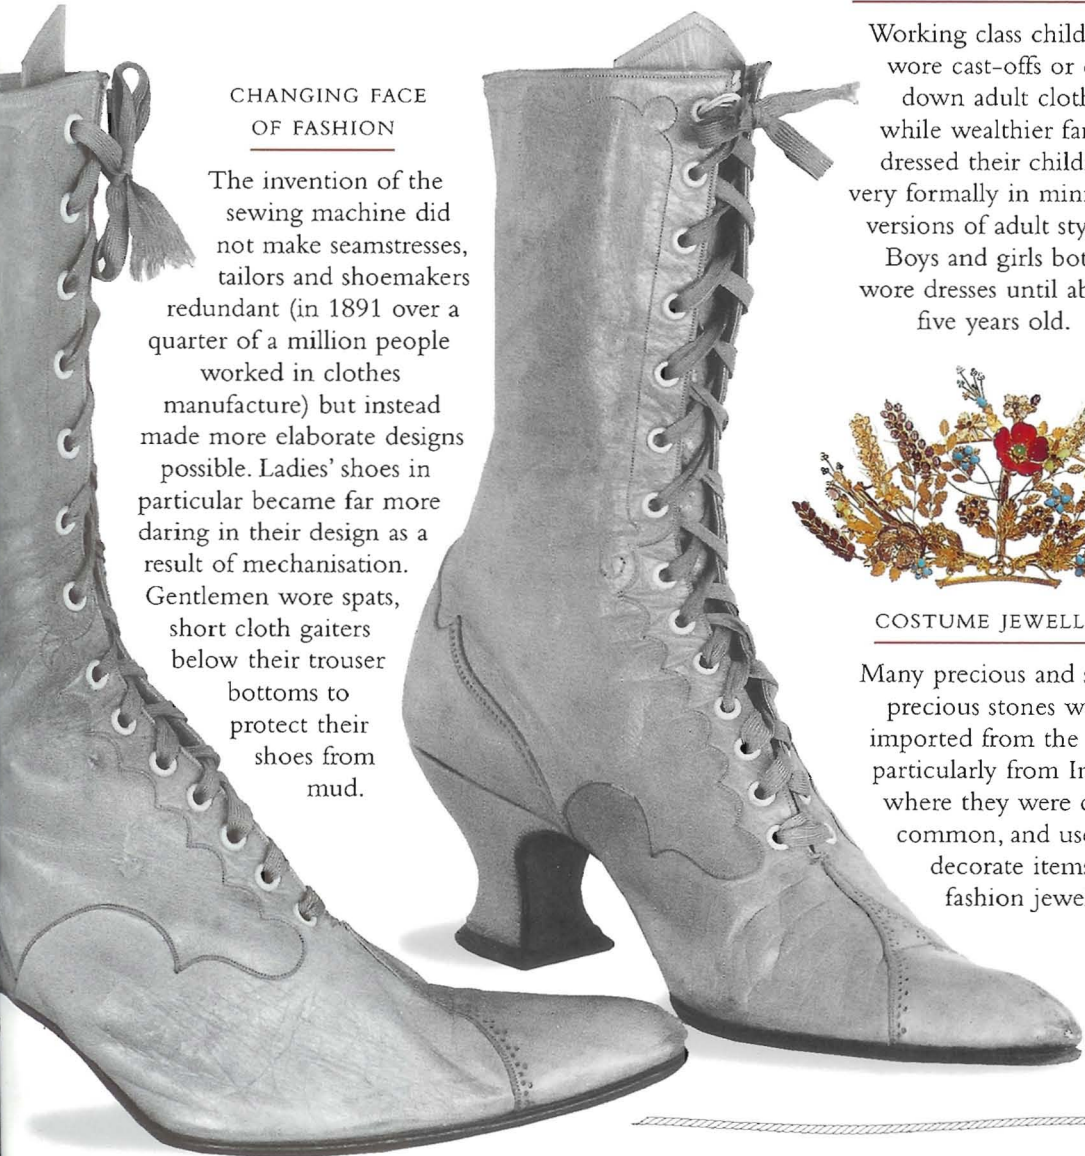 CHANGING FACE
OF FASHION
The invention of the
sewing machine did
not make seamstresses,
tailors and shoemakers
redundant (in 1891 over a
quarter of a million people
worked in clothes
manufacture) but instead
made more elaborate designs
possible. Ladies' shoes in
particular became far more
daring in their design as a
result of mechanisation.
Gentlemen wore spats,
short cloth gaiters
below their trouser
bottoms to
protect their
shoes from
mud.
Working class child
wore cast-offs or
down adult cloth
while wealthier
dressed their child
very formally in
versions of adult
Boys and girls
wore dresses until
five years old.
COSTUME
Many precious and
precious stones
imported from the
particularly from
where they were
common, and
decorate items
fashion